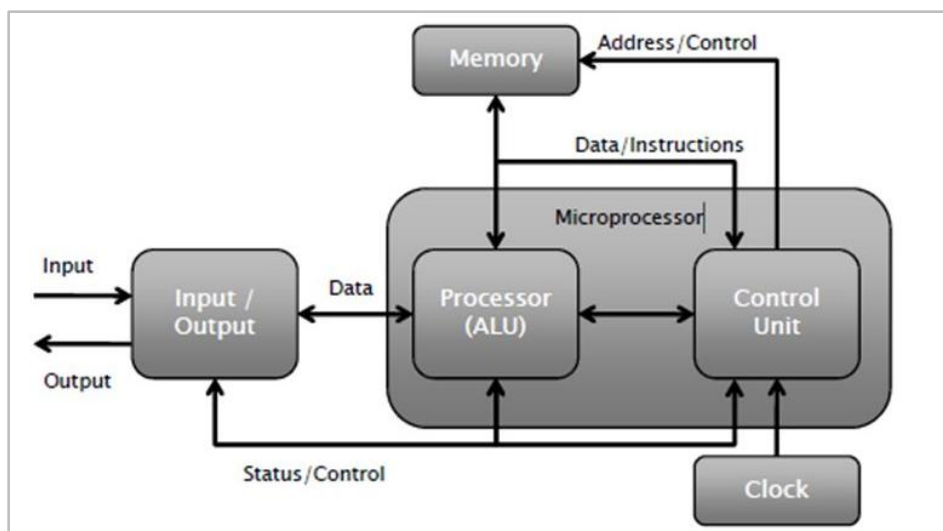 Memory
Address/Control
Data/Instructions
Microprocessor
Input
Input /
Output
Data
Processor
(ALU)
Control
Unit
Output
Status/Control
Clock